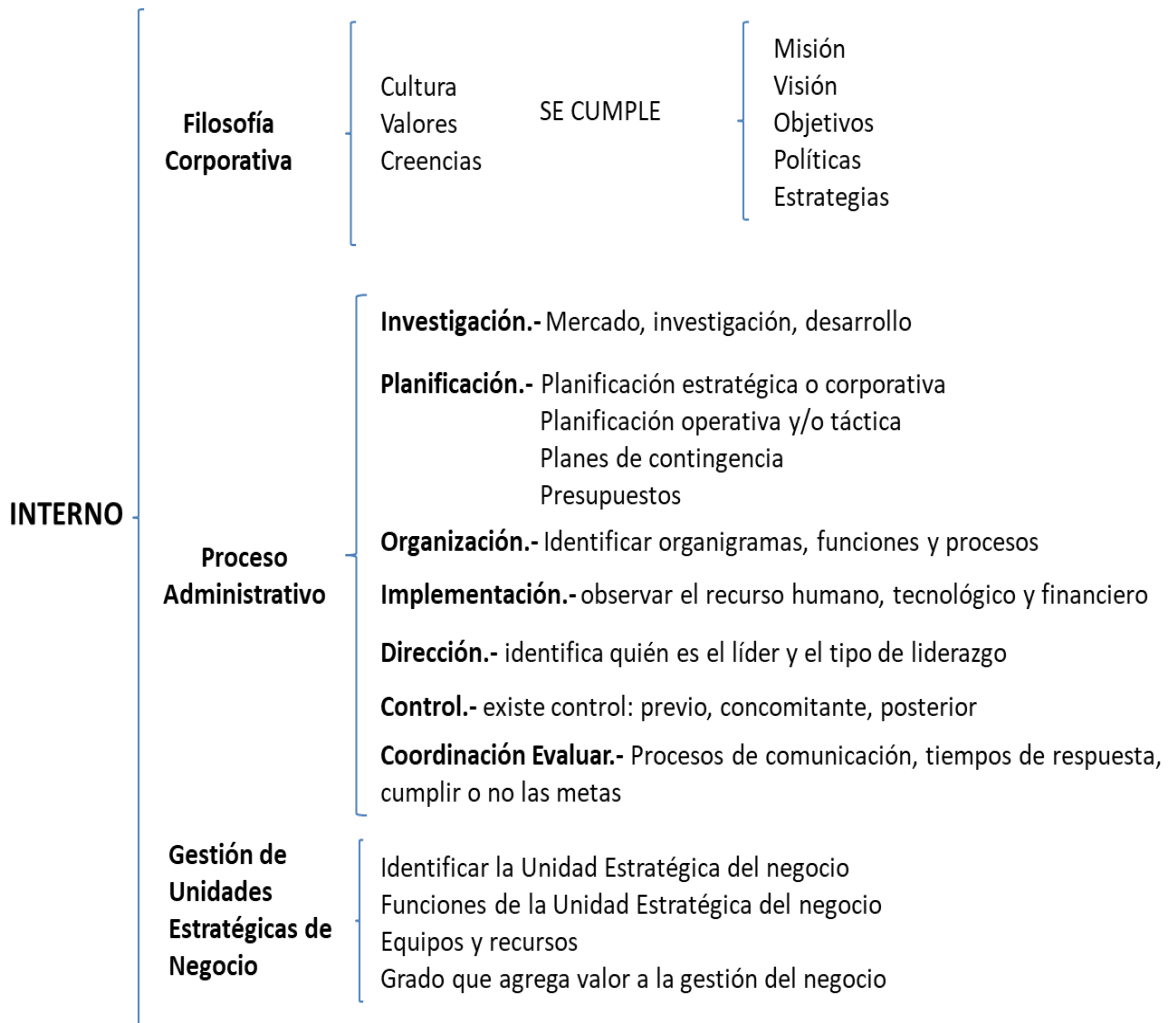 INTERNO
Filosofía
Corporativa
Cultura
Valores
Creencias
SE CUMPLE
Misión
Visión
Objetivos
Políticas
Estrategias
Proceso
Administrativo
Investigación.- Mercado, investigación, desarrollo
Planificación.- Planificación estratégica o corporativa
Planificación operativa y/o táctica
Planes de contingencia
Presupuestos
Organización.- Identificar organigramas, funciones y procesos
Implementación.- observar el recurso humano, tecnológico y financiero
Dirección.- identifica quién es el líder y el tipo de liderazgo
Control.- existe control: previo, concomitante, posterior
Coordinación Evaluar.- Procesos de comunicación, tiempos de respuesta,
cumplir o no las metas
Gestión de
Unidades
Estratégicas de
Negocio
Identificar la Unidad Estratégica del negocio
Funciones de la Unidad Estratégica del negocio
Equipos y recursos
Grado que agrega valor a la gestión del negocio